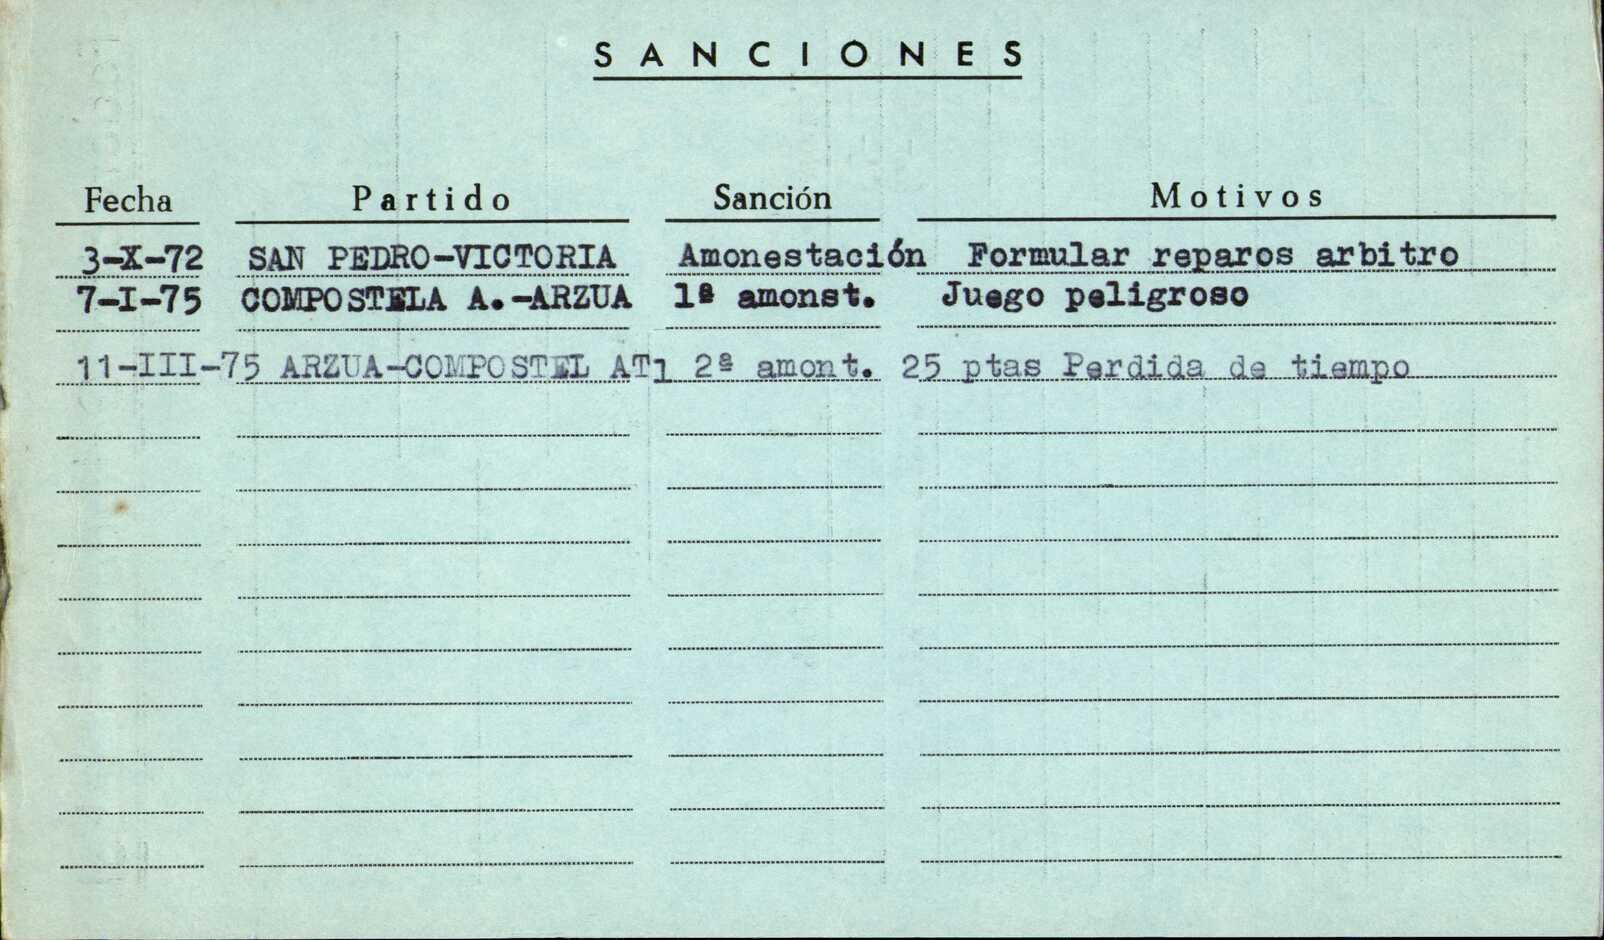 SANCIONES
Fecha Partido Sanción Motivos
3-X-72 SAN PEDRO-VICTORIA Amonestación Formular reparos arbitro
7-I-75 COMPOSTELA A.-ARZUA 1ª amonst. Juego peligroso
11-III-75 ARZUA-COMPOSTEL AT1 2ª amont. 25 ptas Perdida de tiempo